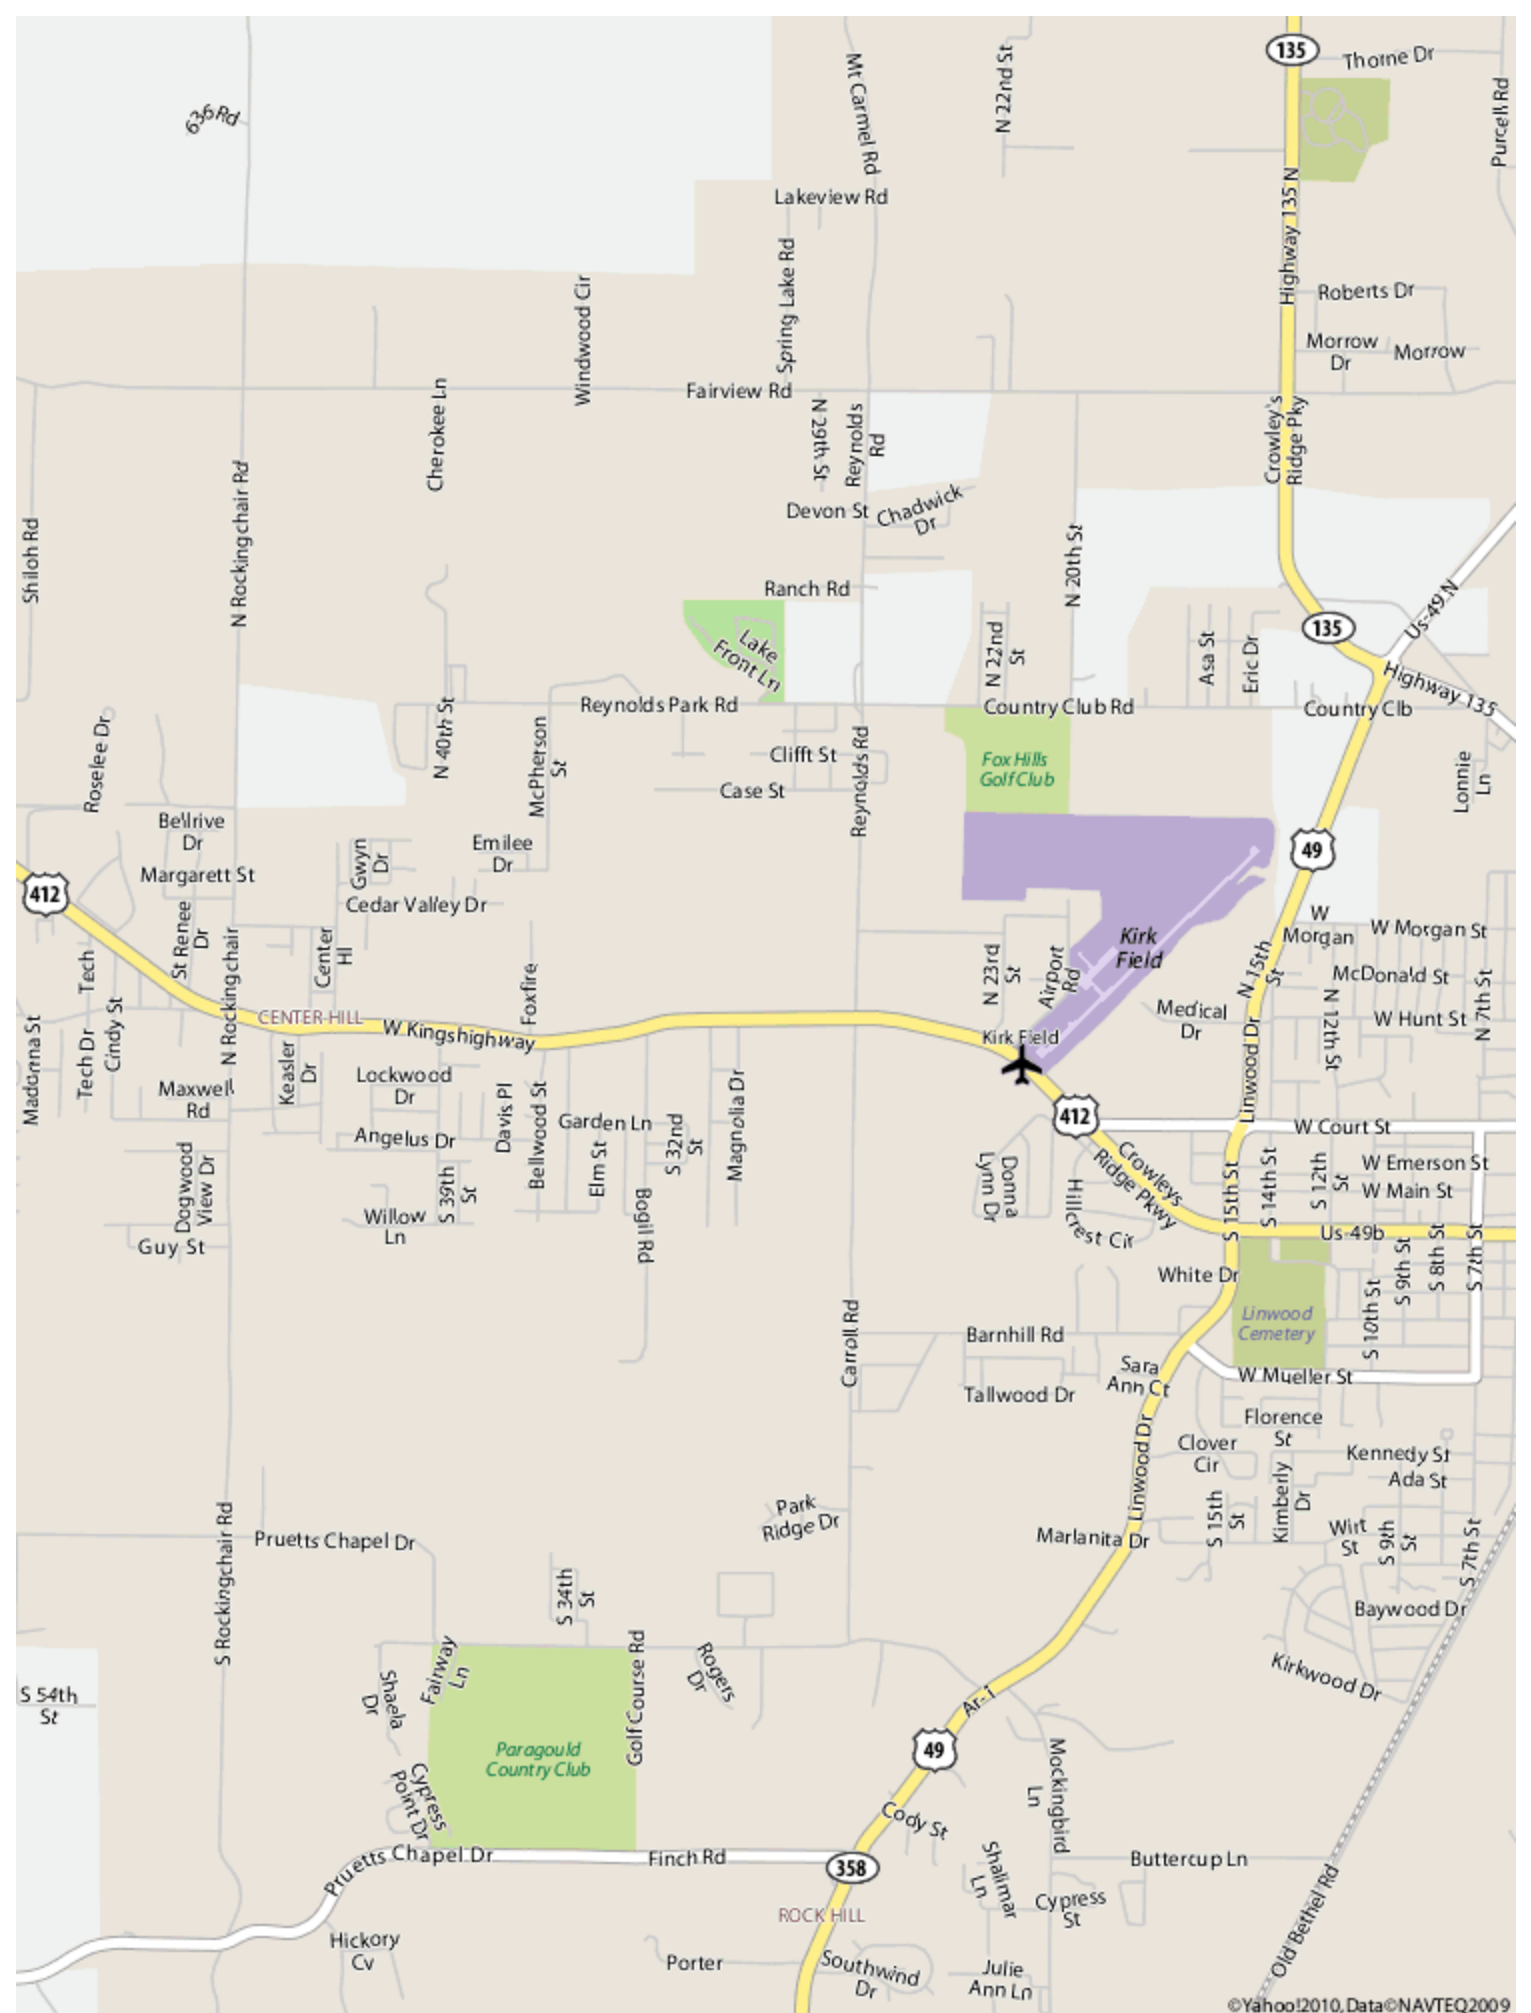 135
Thorne Dr
Mt Carmel Rd
N 22nd St
Purcell Rd
636 Rd
Highway 135 N
Lakeview Rd
Spring Lake Rd
Windwood Cir
Roberts Dr
Morrow
Dr
Morrow
Fairview Rd
Cherokee Ln
N 29th St
Reynolds
Rd
Crowley's
Ridge Pky
N Rockingchair Rd
Shiloh Rd
Devon St
Chadwick
Dr
N 20th St
Ranch Rd
Us-49 N
135
Lake
Front Ln
N 22nd
St
Asa St
Eric Dr
Highway 135
Reynolds Park Rd
Country Club Rd
Country Clb
N 40th St
McPherson
St
Roselee Dr
Clifft St
Case St
Reynolds Rd
Fox Hills
Golf Club
Lonnie
Ln
Bellrive
Dr
Emilee
Dr
Gwyn
Dr
49
Margarett St
412
Cedar Valley Dr
St Renee
Dr
N Rockingchair
Center
Hl
Foxfire
Tech
Cindy St
Tech Dr
Madonna St
N 23rd
St
Airport
Rd
Kirk
Field
W
Morgan
W Morgan St
N 15th
St
McDonald St
Medical
Dr
N 12th St
W Hunt St
N 7th St
CENTER HILL
W Kingshighway
Kirk Field
Keasler
Dr
Lockwood
Dr
Maxwell
Rd
Davis Pl
Bellwood St
Garden Ln
Magnolia Dr
412
Linwood Dr
W Court St
Angelus Dr
Elm St
S 32nd
St
Donna
Lynn Dr
Crowleys
Ridge Pkwy
Hillcrest Cir
S 15th St
S 14th St
S 12th
St
W Emerson St
W Main St
Dogwood
View Dr
S 39th
St
Willow
Ln
Bogill Rd
Guy St
Us-49b
White Dr
S 10th St
S 9th St
S 8th St
S 7th St
Linwood
Cemetery
Carroll Rd
Barnhill Rd
Sara
Ann Ct
Tallwood Dr
W Mueller St
Florence
St
Linwood Dr
Clover
Cir
Kennedy St
Ada St
Kimberly
Dr
S 15th
St
Park
Ridge Dr
Marlanita Dr
Wirt
St
S 9th
St
S 7th St
Pruetts Chapel Dr
S Rockingchair Rd
S 34th
St
Baywood Dr
Kirkwood Dr
Fairway
Ln
Shaela
Dr
Golf Course Rd
Rogers
Dr
S 54th
St
Ar-1
49
Paragould
Country Club
Cypress
Point Dr
Mockingbird
Ln
Cody St
Pruetts Chapel Dr
Finch Rd
358
Shalimar
Ln
Buttercup Ln
Cypress
St
ROCK HILL
Old Bethel Rd
Hickory
Cv
Porter
Southwind
Dr
Julie
Ann Ln
©Yahoo!2010, Data©NAVTEQ2009